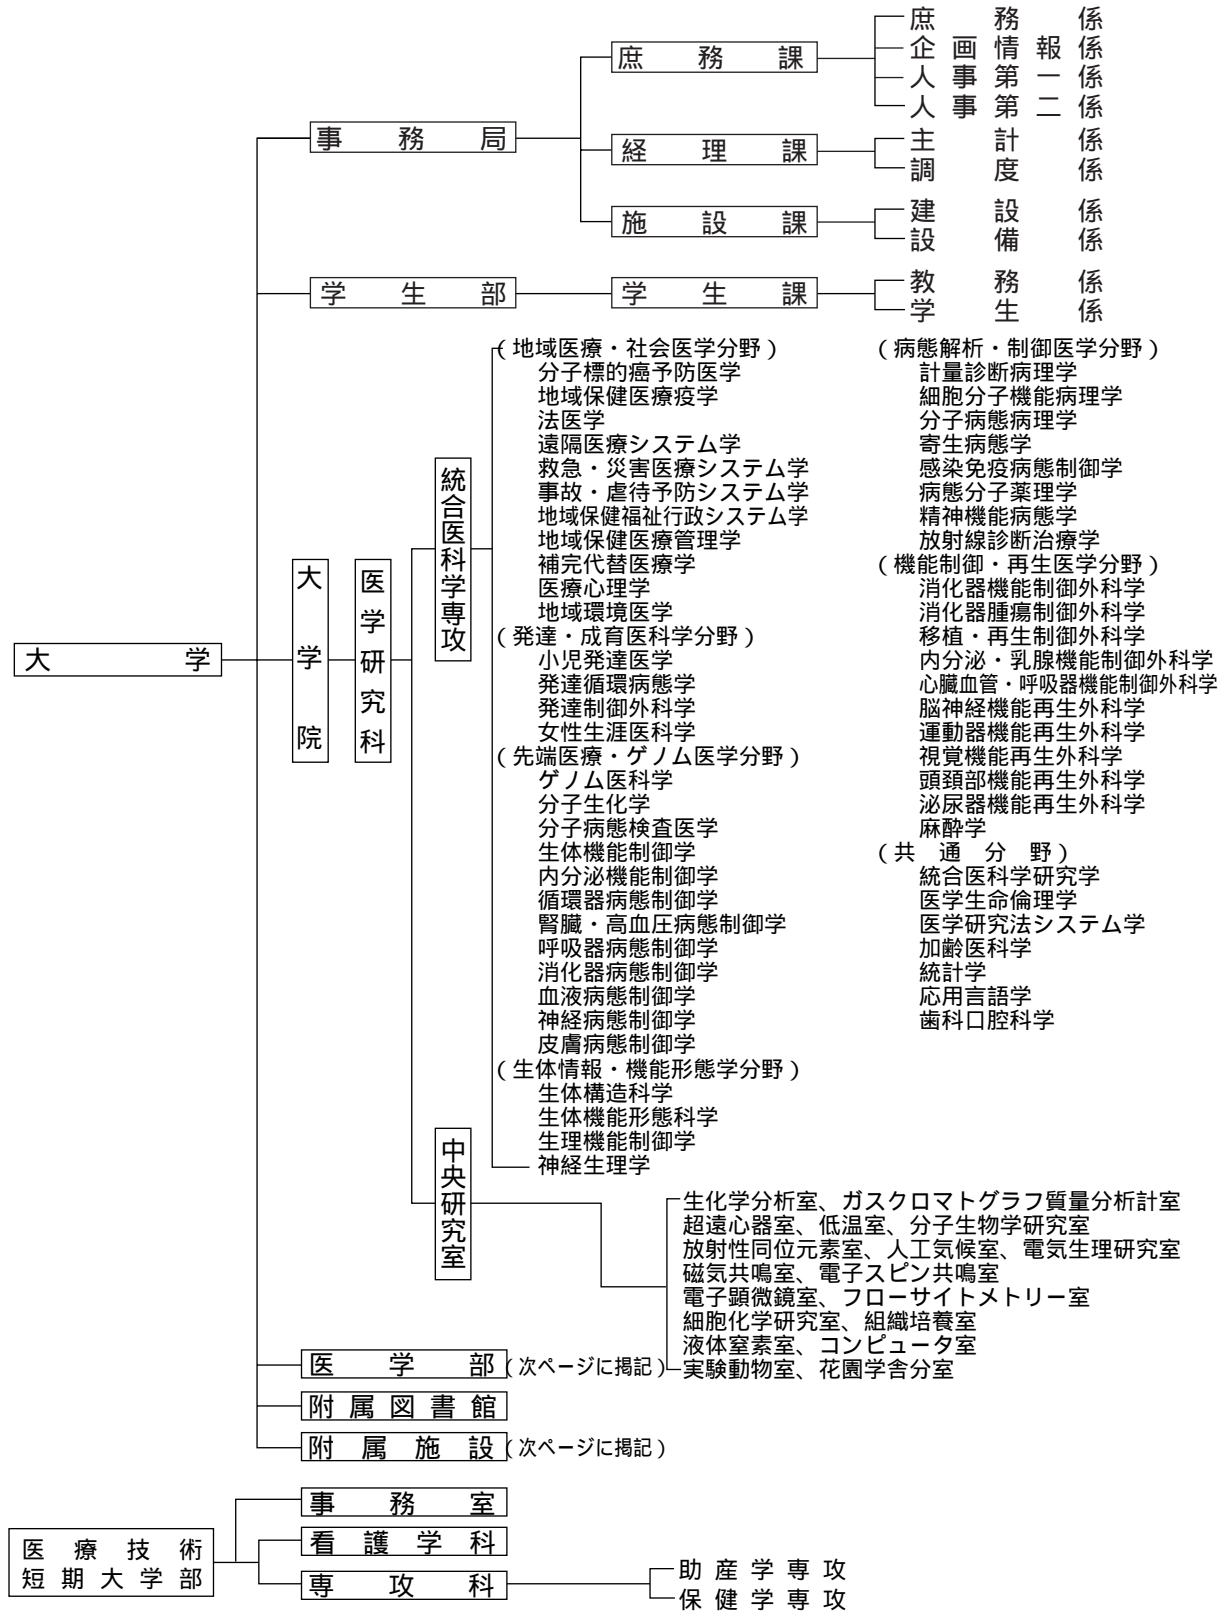 庶務係
企画情報係
人事第一係
人事第二係
庶務課
事務局
経理課
主計係
調度係
施設課
建設係
設備係
学生部
学生課
教務係
学生係
大学
大学院
医学研究科
統合医科学専攻
(地域医療・社会医学分野)
分子標的癌予防医学
地域保健医療疫学
法医学
遠隔医療システム学
救急・災害医療システム学
事故・虐待予防システム学
地域保健福祉行政システム学
地域保健医療管理学
補完代替医療学
医療心理学
地域環境医学
(発達・成育医科学分野)
小児発達医学
発達循環病態学
発達制御外科学
女性生涯医科学
(先端医療・ゲノム医学分野)
ゲノム医科学
分子生化学
分子病態検査医学
生体機能制御学
内分泌機能制御学
循環器病態制御学
腎臓・高血圧病態制御学
呼吸器病態制御学
消化器病態制御学
血液病態制御学
神経病態制御学
皮膚病態制御学
(生体情報・機能形態学分野)
生体構造科学
生体機能形態科学
生理機能制御学
神経生理学
(病態解析・制御医学分野)
計量診断病理学
細胞分子機能病理学
分子病態病理学
寄生病態学
感染免疫病態制御学
病態分子薬理学
精神機能病態学
放射線診断治療学
(機能制御・再生医学分野)
消化器機能制御外科学
消化器腫瘍制御外科学
移植・再生制御外科学
内分泌・乳腺機能制御外科学
心臓血管・呼吸器機能制御外科学
脳神経機能再生外科学
運動器機能再生外科学
視覚機能再生外科学
頭頚部機能再生外科学
泌尿器機能再生外科学
麻酔学
(共通分野)
統合医科学研究学
医学生命倫理学
医学研究法システム学
加齢医科学
統計学
応用言語学
歯科口腔科学
中央研究室
生化学分析室、ガスクロマトグラフ質量分析計室
超遠心器室、低温室、分子生物学研究室
放射性同位元素室、人工気候室、電気生理研究室
磁気共鳴室、電子スピン共鳴室
電子顕微鏡室、フローサイトメトリー室
細胞化学研究室、組織培養室
液体窒素室、コンピュータ室
実験動物室、花園学舎分室
医学部(次ページに掲記)
附属図書館
附属施設(次ページに掲記)
医療技術
短期大学部
事務室
看護学科
専攻科
助産学専攻
保健学専攻